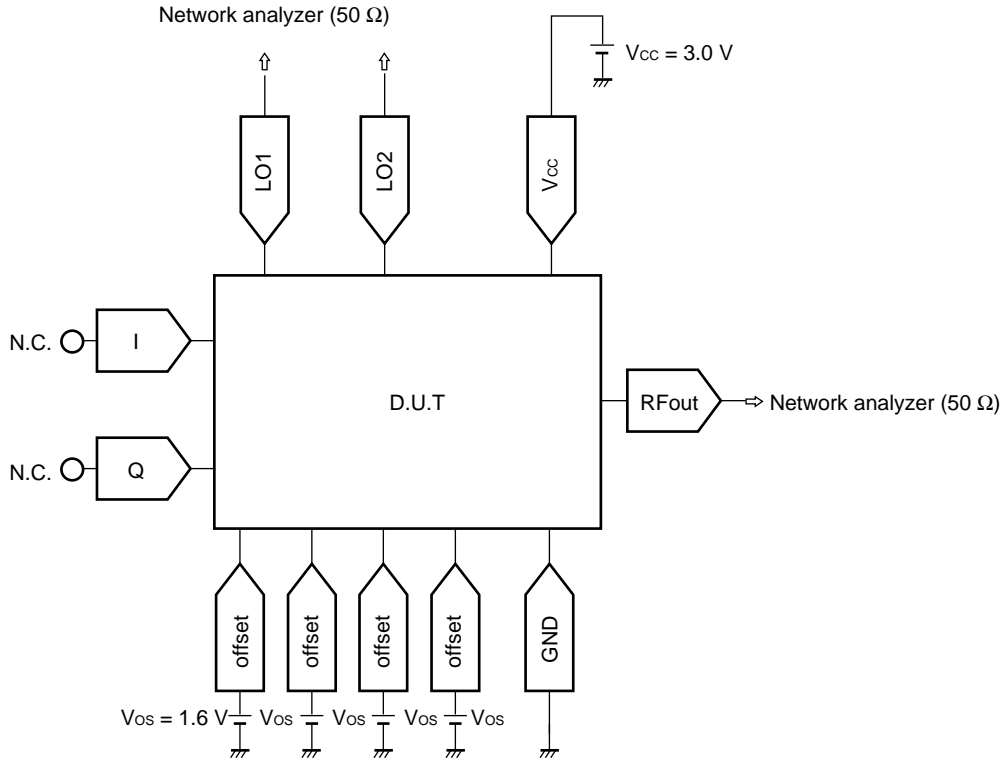 Network analyzer (50 Ω)
VCC = 3.0 V
LO1
LO2
VCC
N.C.
I
D.U.T
RFout
Network analyzer (50 Ω)
N.C.
Q
offset
offset
offset
offset
GND
VOS = 1.6 V
VOS
VOS
VOS
VOS